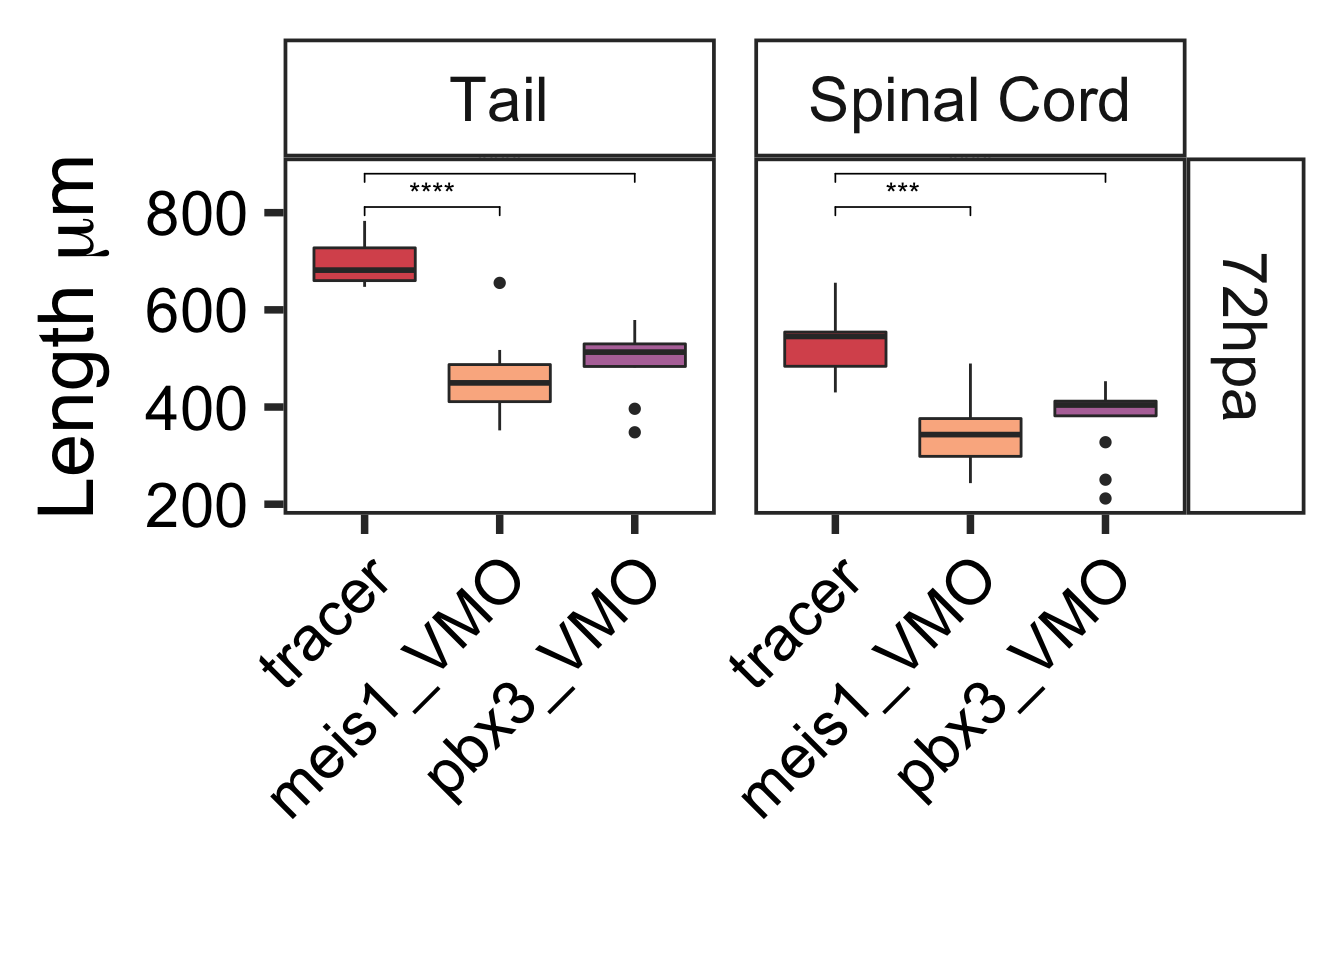 Tail
Spinal Cord
Length μm
800
600
400
200
****
***
72hpa
tracer
meis1_VMO
pbx3_VMO
tracer
meis1_VMO
pbx3_VMO